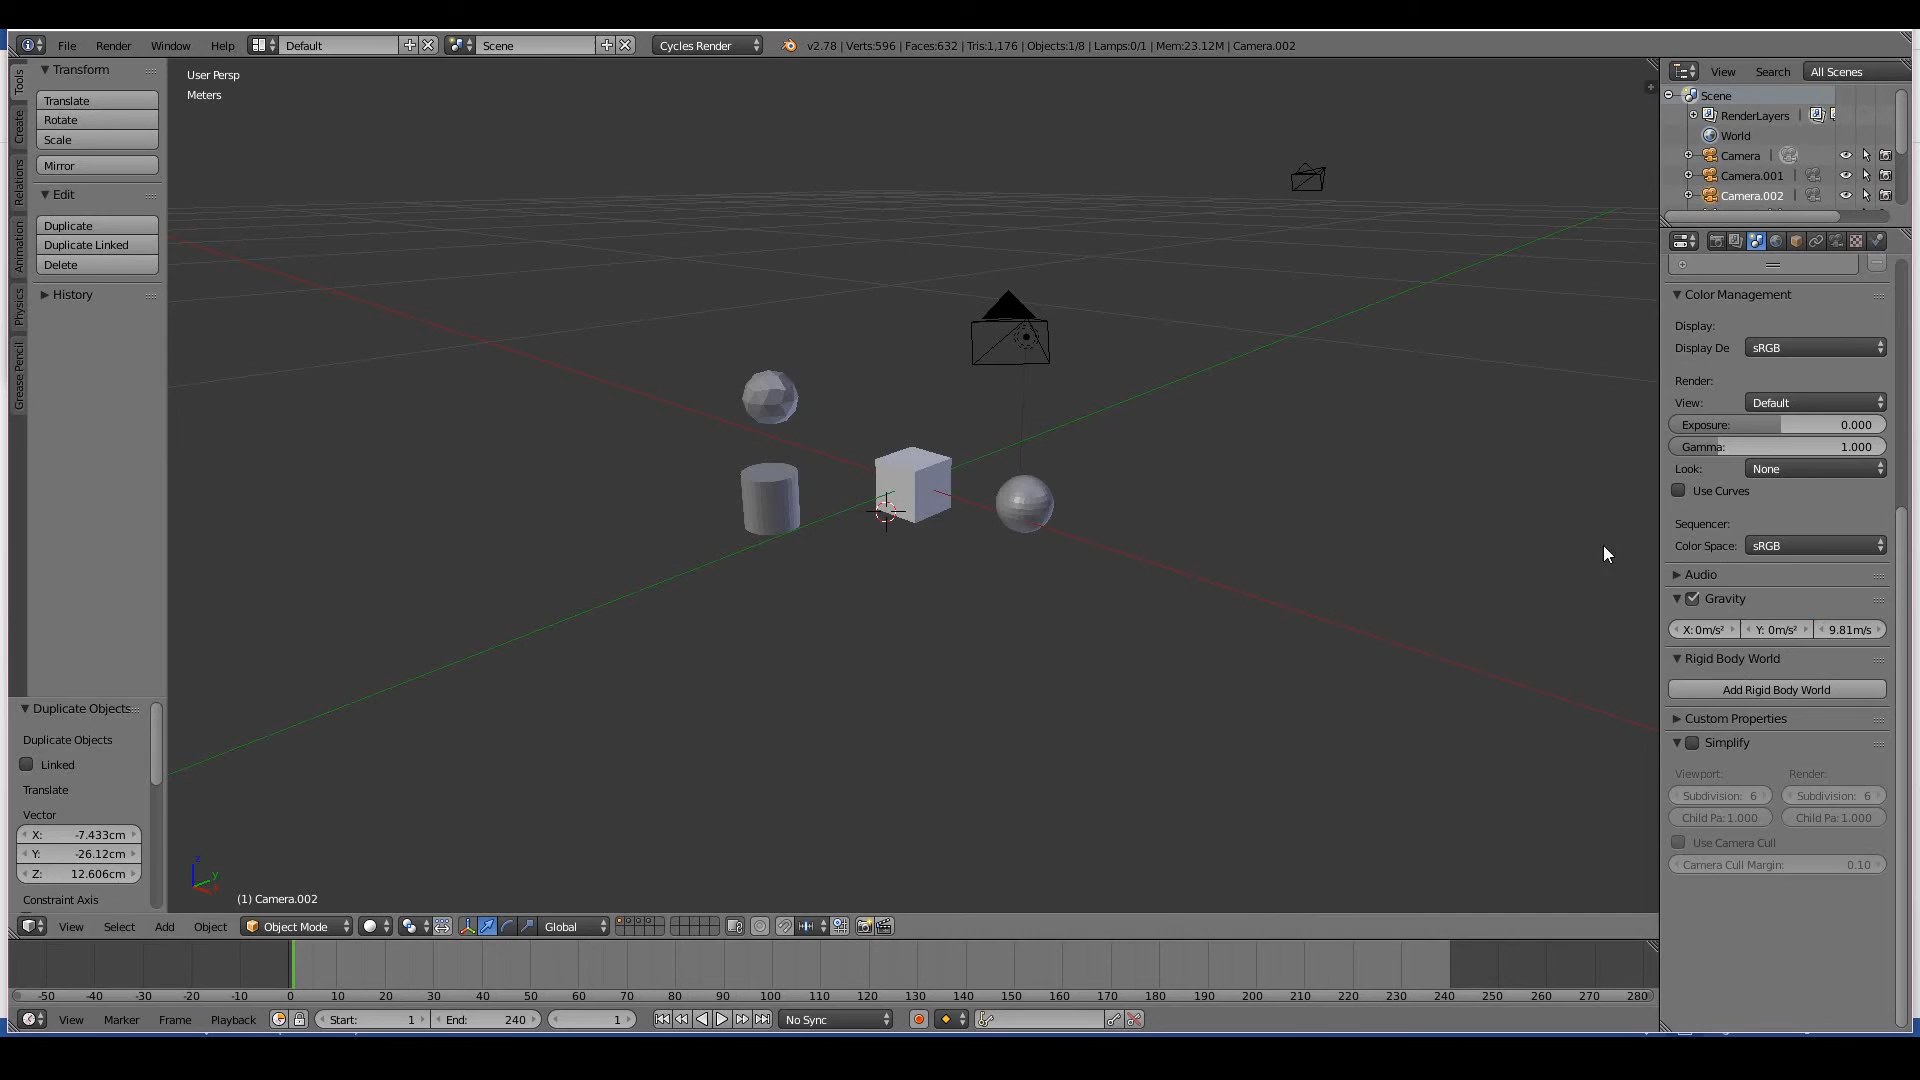 File Render Window Help Default Scene Cycles Render v2.78 | Verts:596 | Faces:632 | Tris:1,176 | Objects:1/8 | Lamps:0/1 | Mem:23.12M | Camera.002
Tools
Create
Relations
Animation
Physics
Grease Pencil
Transform
Translate
Rotate
Scale
Mirror
Edit
Duplicate
Duplicate Linked
Delete
History
Duplicate Objects
Duplicate Objects
Linked
Translate
Vector
X: -7.433cm
Y: -26.12cm
Z: 12.606cm
Constraint Axis
User Persp
Meters
z
y
x
(1) Camera.002
View Select Add Object Object Mode Global
-50 -40 -30 -20 -10 0 10 20 30 40 50 60 70 80 90 100 110 120 130 140 150 160 170 180 190 200 210 220 230 240 250 260 270 280
View Marker Frame Playback Start: 1 End: 240 1 No Sync
View Search All Scenes
Scene
RenderLayers |
World
Camera |
Camera.001 |
Camera.002 |
Color Management
Display:
Display De sRGB
Render:
View: Default
Exposure: 0.000
Gamma: 1.000
Look: None
Use Curves
Sequencer:
Color Space: sRGB
Audio
Gravity
X: 0m/s² Y: 0m/s² 9.81m/s
Rigid Body World
Add Rigid Body World
Custom Properties
Simplify
Viewport: Render:
Subdivision: 6 Subdivision: 6
Child Pa: 1.000 Child Pa: 1.000
Use Camera Cull
Camera Cull Margin: 0.10